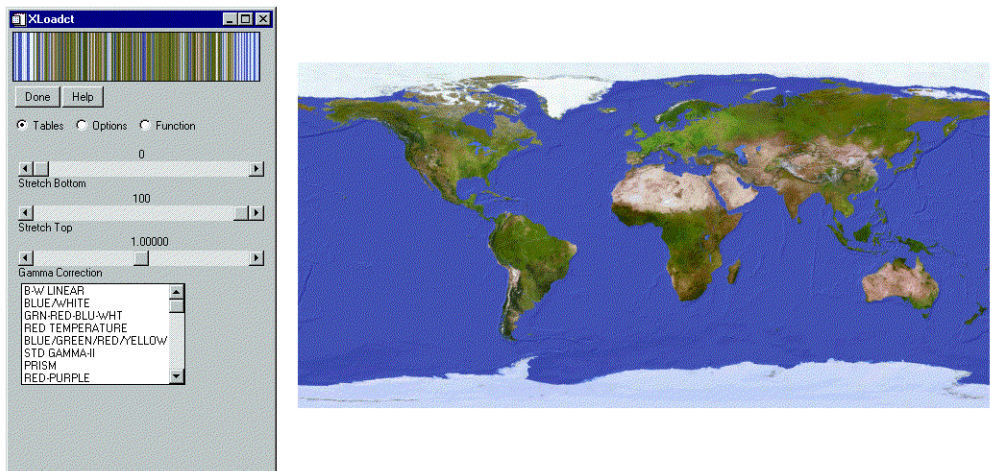 XLoadct
Done Help
Tables Options Function
0
Stretch Bottom
100
Stretch Top
1.00000
Gamma Correction
B-W LINEAR
BLUE/WHITE
GRN-RED-BLU-WHT
RED TEMPERATURE
BLUE/GREEN/RED/YELLOW
STD GAMMA-II
PRISM
RED-PURPLE